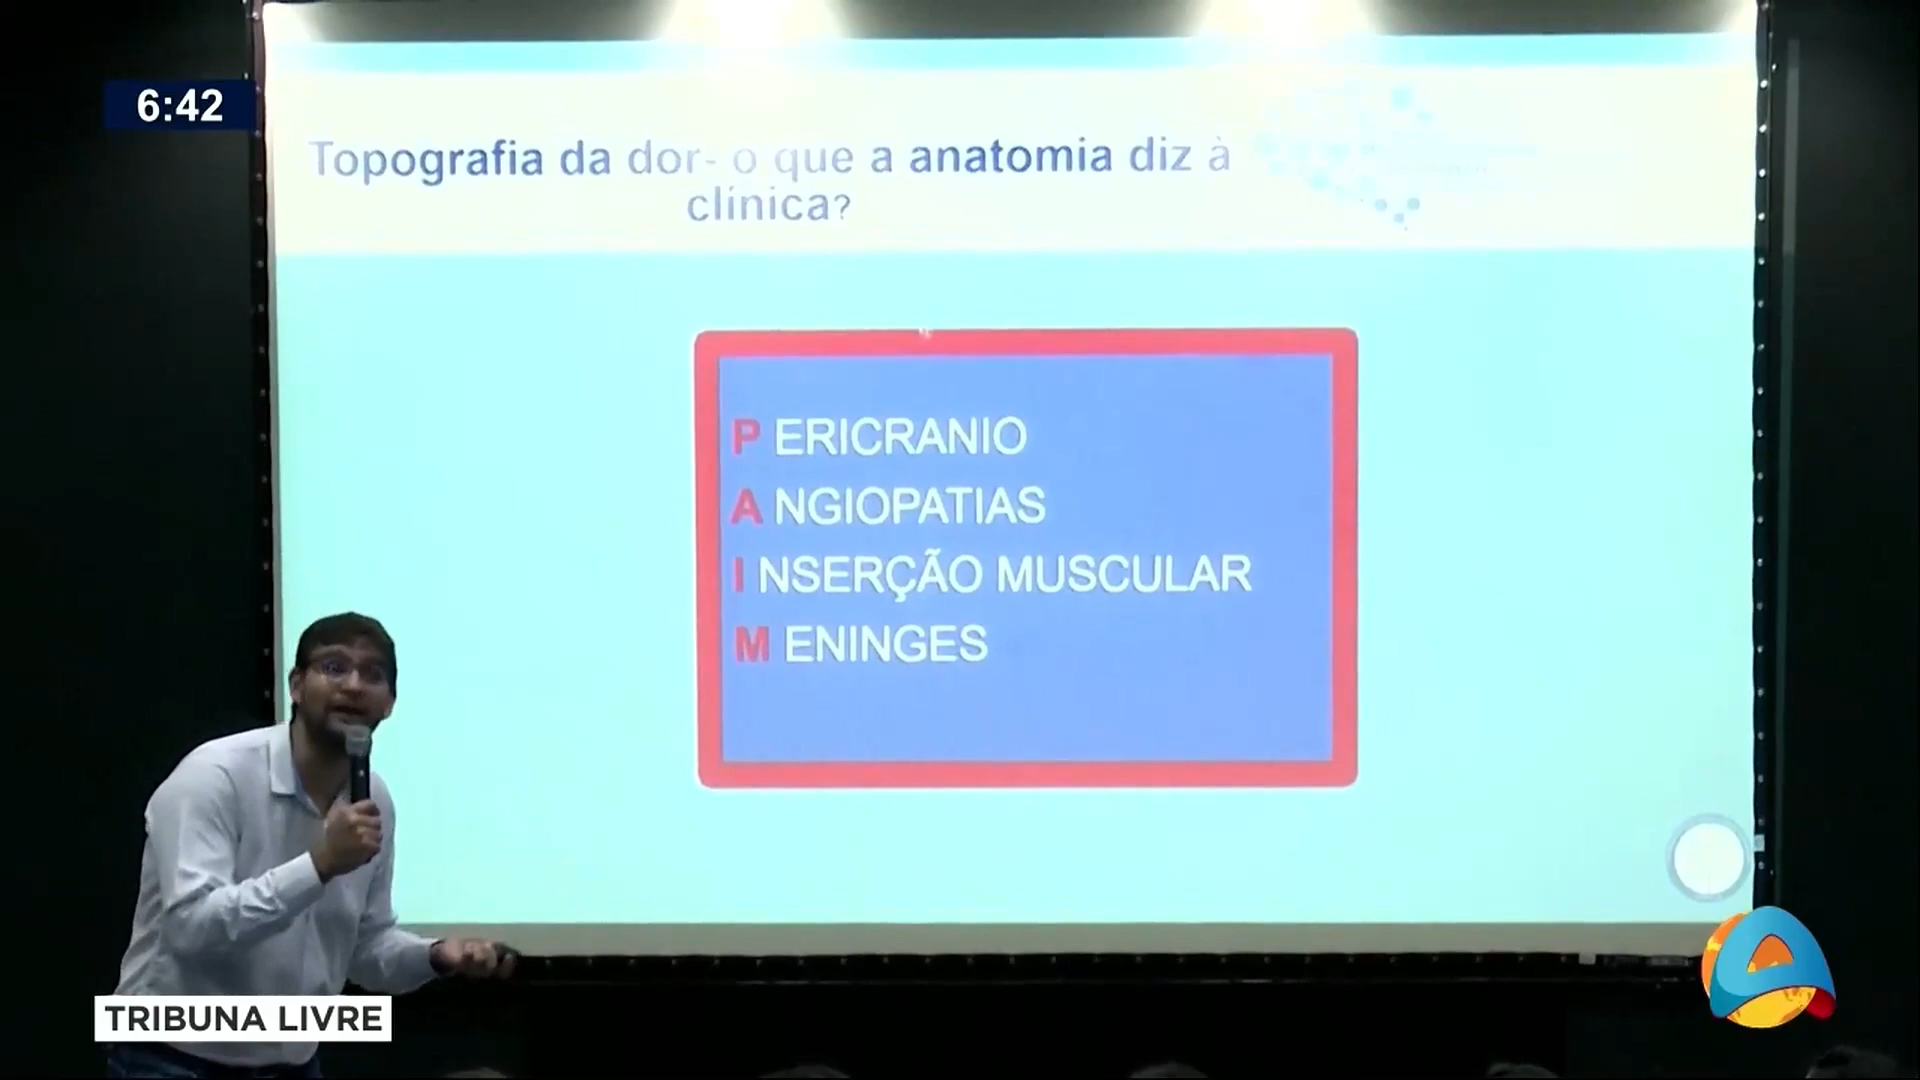 6:42
Topografia da dor- o que a anatomia diz à
clínica?
P ERICRANIO
A NGIOPATIAS
I NSERÇÃO MUSCULAR
M ENINGES
TRIBUNA LIVRE